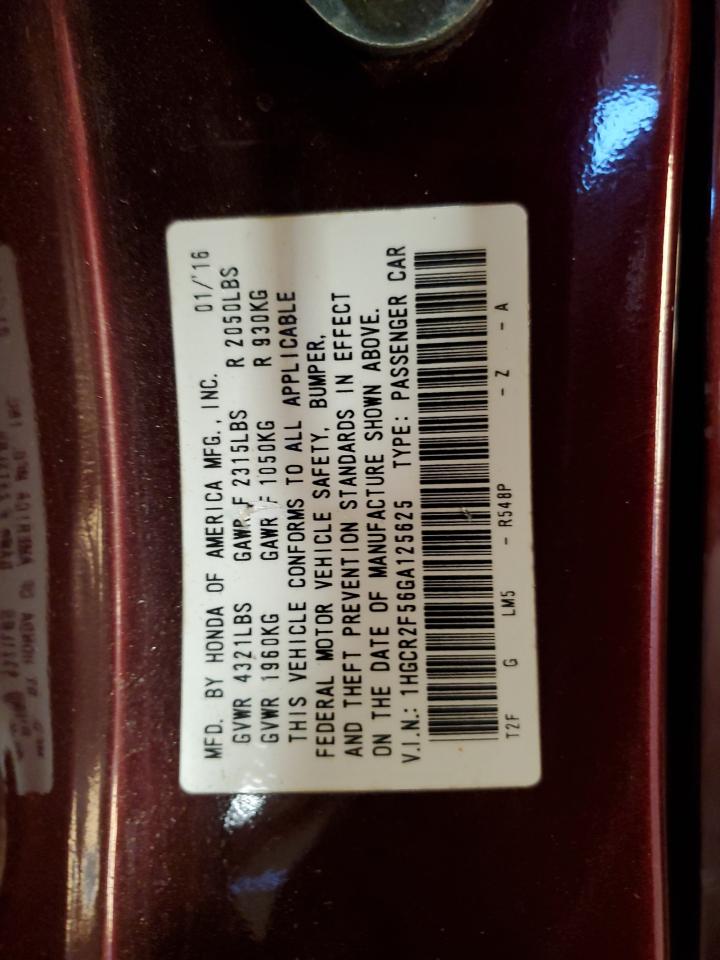 MFD. BY HONDA OF AMERICA MFG., INC. 01/'16
GVWR 4321LBS GAWR F 2315LBS R 2050LBS
GVWR 1960KG GAWR F 1050KG R 930KG
THIS VEHICLE CONFORMS TO ALL APPLICABLE
FEDERAL MOTOR VEHICLE SAFETY, BUMPER,
AND THEFT PREVENTION STANDARDS IN EFFECT
ON THE DATE OF MANUFACTURE SHOWN ABOVE.
V.I.N.: 1HGCR2F56GA125625 TYPE: PASSENGER CAR
T2F G LM5 - R548P - Z - A